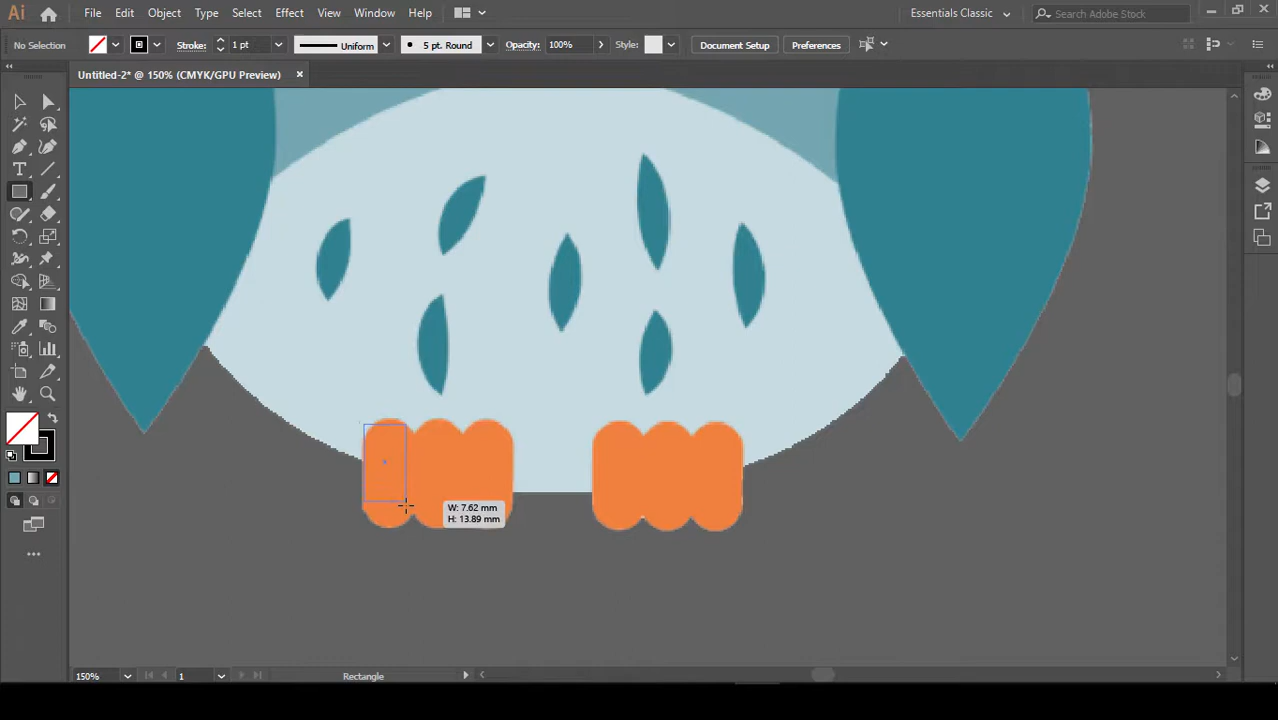 Ai File Edit Object Type Select Effect View Window Help Essentials Classic Search Adobe Stock
No Selection Stroke: 1 pt Uniform 5 pt. Round Opacity: 100% Style: Document Setup Preferences
Untitled-2* @ 150% (CMYK/GPU Preview)
W: 7.62 mm
H: 13.89 mm
150% 1 Rectangle